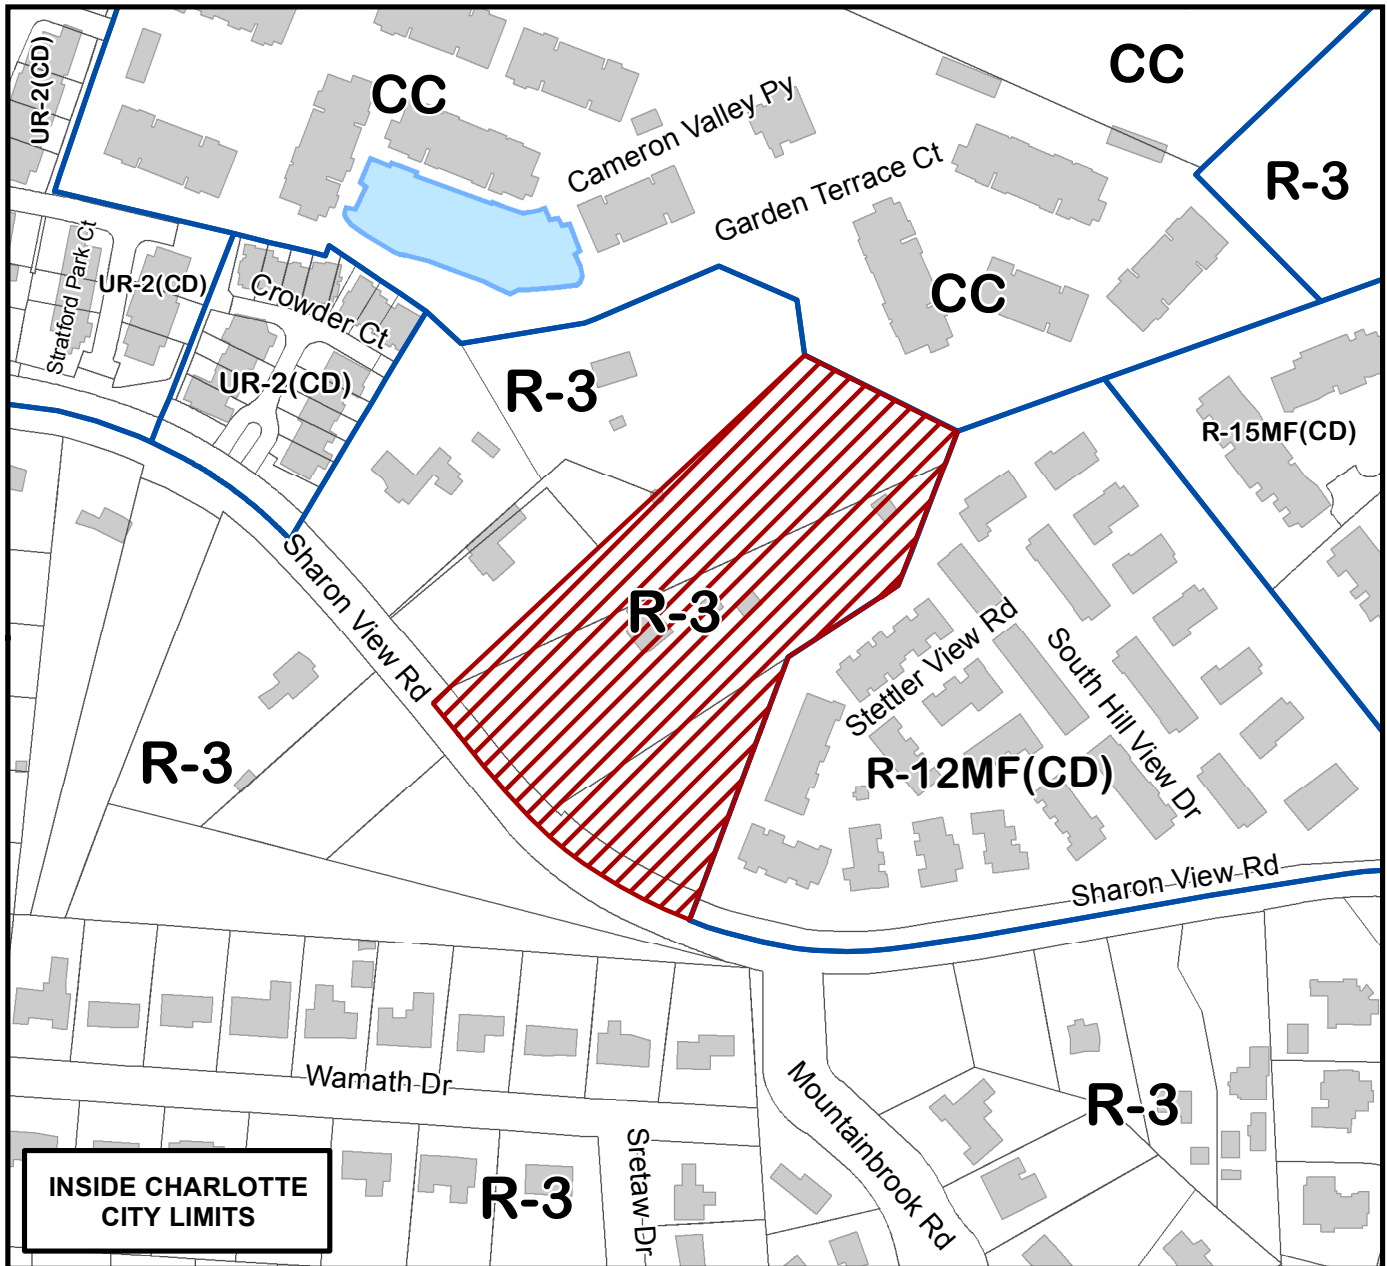 UR-2(CD)
CC
CC
Cameron Valley Py
R-3
Garden Terrace Ct
Stratford Park Ct
UR-2(CD)
Crowder Ct
CC
UR-2(CD)
R-3
R-15MF(CD)
Sharon View Rd
R-3
Stettler View Rd
South Hill View Dr
R-3
R-12MF(CD)
Sharon View Rd
Wamath Dr
Mountainbrook Rd
R-3
Sretaw Dr
R-3
INSIDE CHARLOTTE
CITY LIMITS